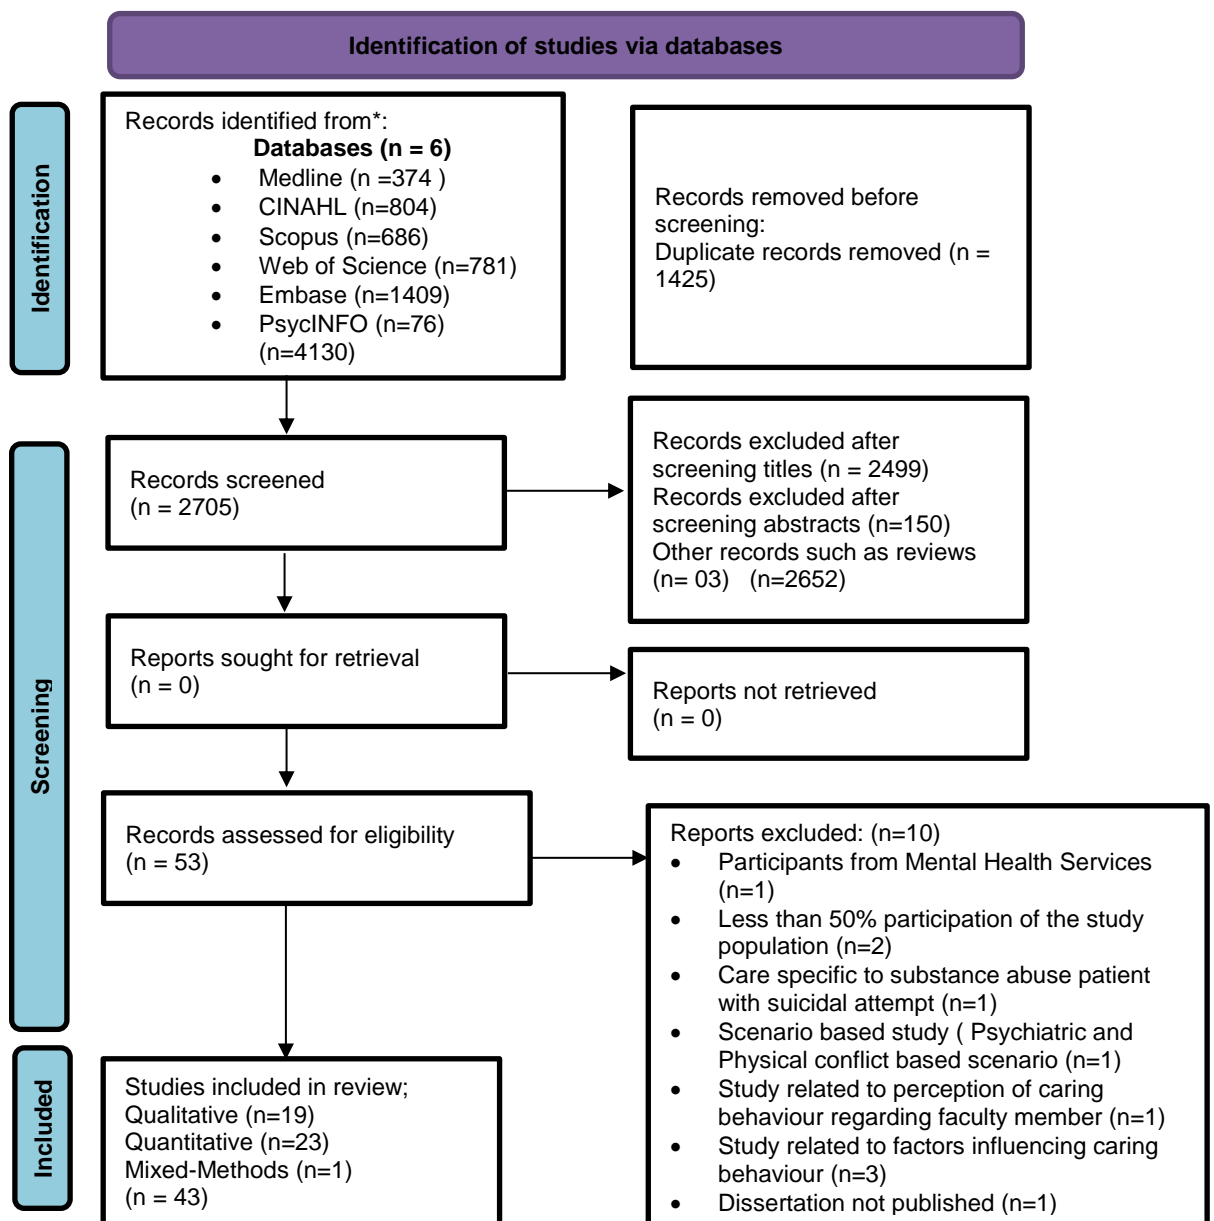 Identification of studies via databases
Identification
Records identified from*:
Databases (n = 6)
• Medline (n =374 )
• CINAHL (n=804)
• Scopus (n=686)
• Web of Science (n=781)
• Embase (n=1409)
• PsycINFO (n=76)
(n=4130)
Records removed before
screening:
Duplicate records removed (n =
1425)
Screening
Records screened
(n = 2705)
Records excluded after
screening titles (n = 2499)
Records excluded after
screening abstracts (n=150)
Other records such as reviews
(n= 03) (n=2652)
Reports sought for retrieval
(n = 0)
Reports not retrieved
(n = 0)
Records assessed for eligibility
(n = 53)
Reports excluded: (n=10)
• Participants from Mental Health Services
(n=1)
• Less than 50% participation of the study
population (n=2)
• Care specific to substance abuse patient
with suicidal attempt (n=1)
• Scenario based study ( Psychiatric and
Physical conflict based scenario (n=1)
• Study related to perception of caring
behaviour regarding faculty member (n=1)
• Study related to factors influencing caring
behaviour (n=3)
• Dissertation not published (n=1)
Included
Studies included in review;
Qualitative (n=19)
Quantitative (n=23)
Mixed-Methods (n=1)
(n = 43)